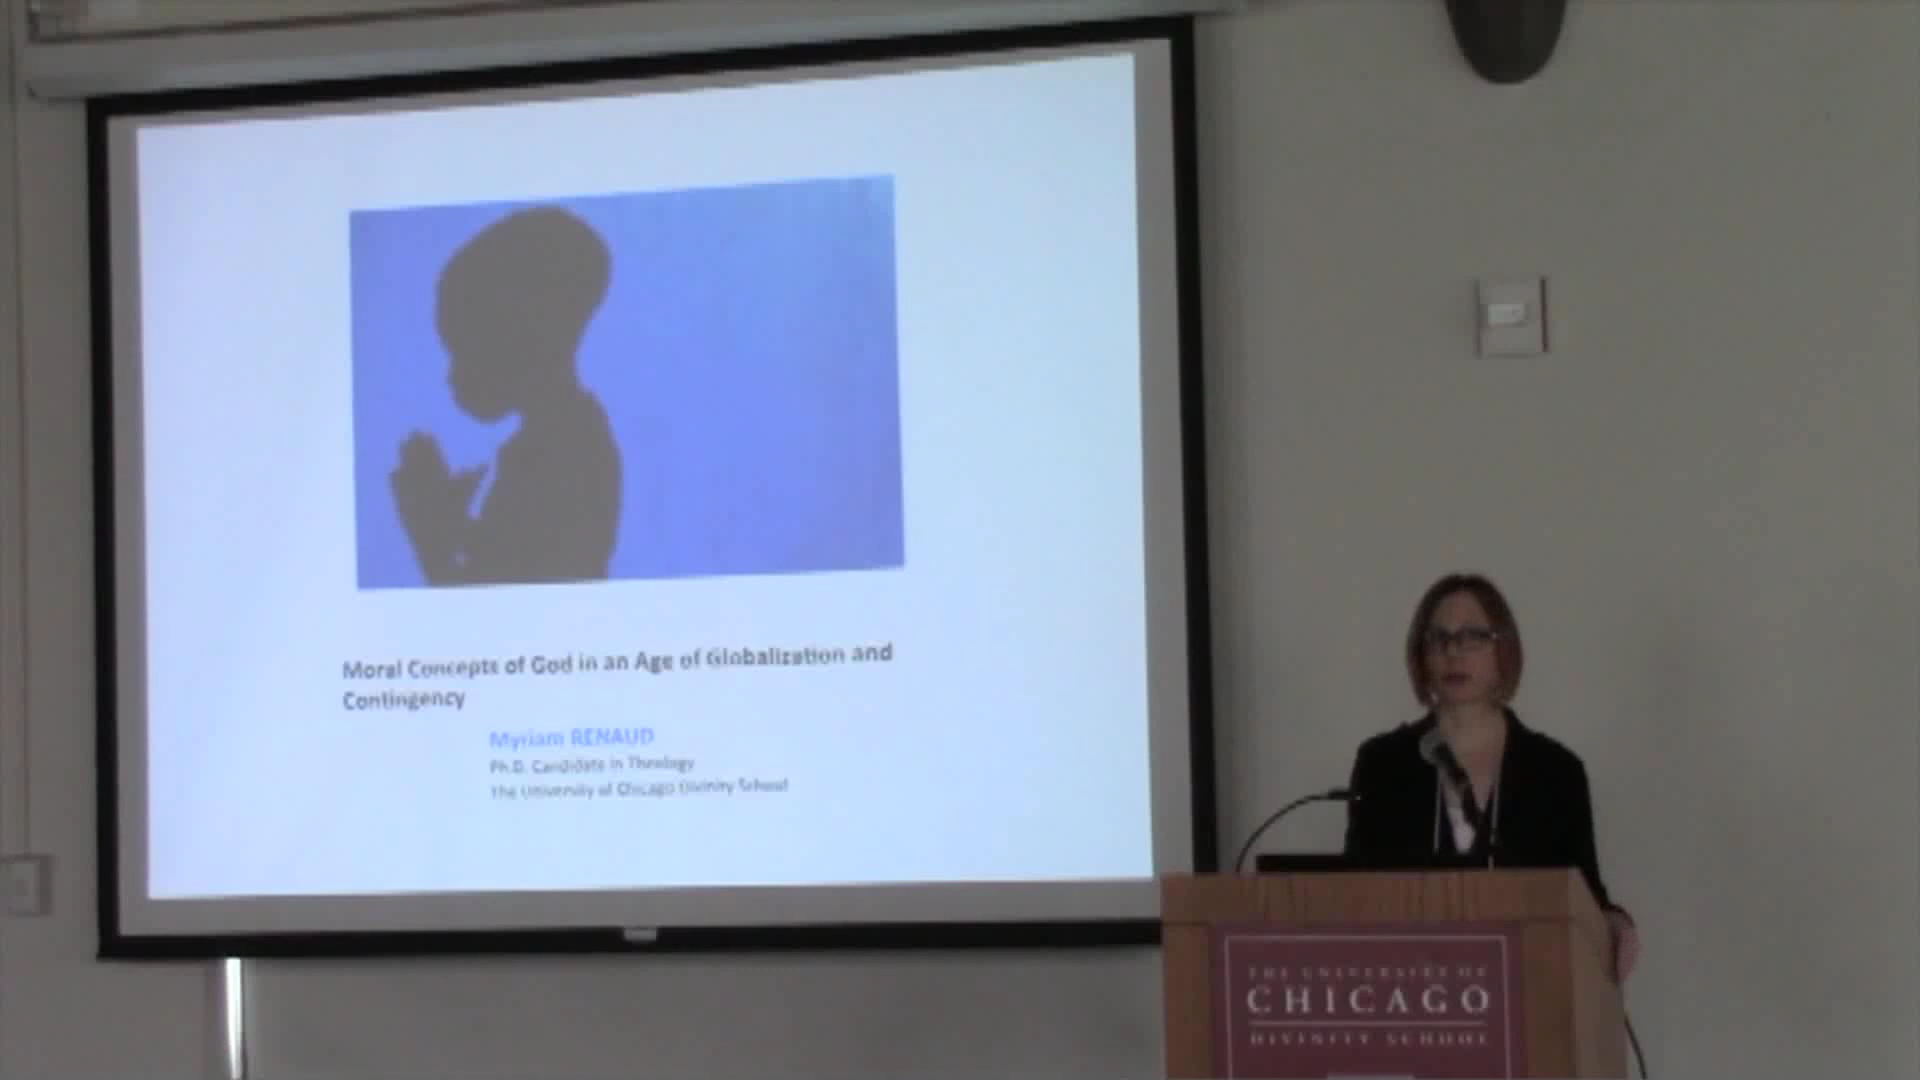 Moral Concepts of God in an Age of Globalization and
Contingency
Myriam RENAUD
Ph.D. Candidate in Theology
The University of Chicago Divinity School
THE UNIVERSITY OF
CHICAGO
DIVINITY SCHOOL